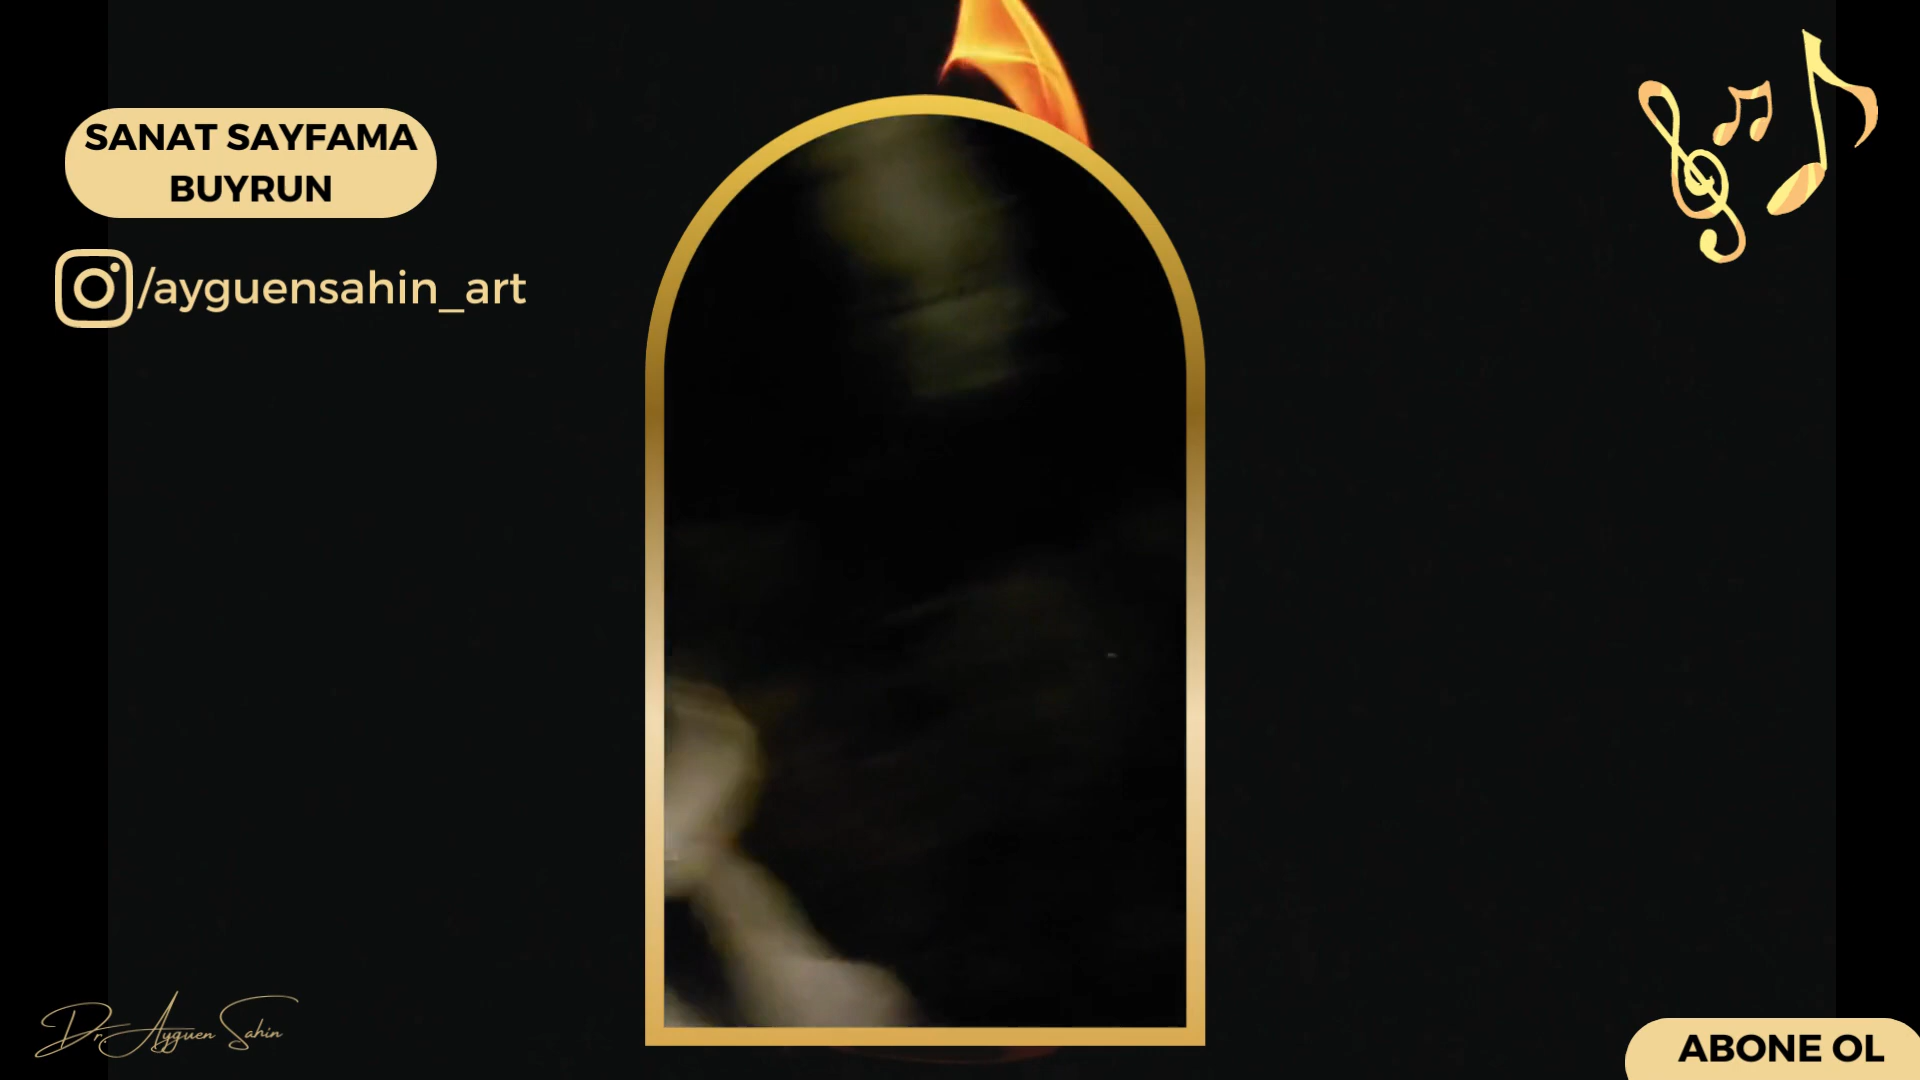 SANAT SAYFAMA
BUYRUN
/ayguensahin_art
Dr. Ayguen Sahin
ABONE OL